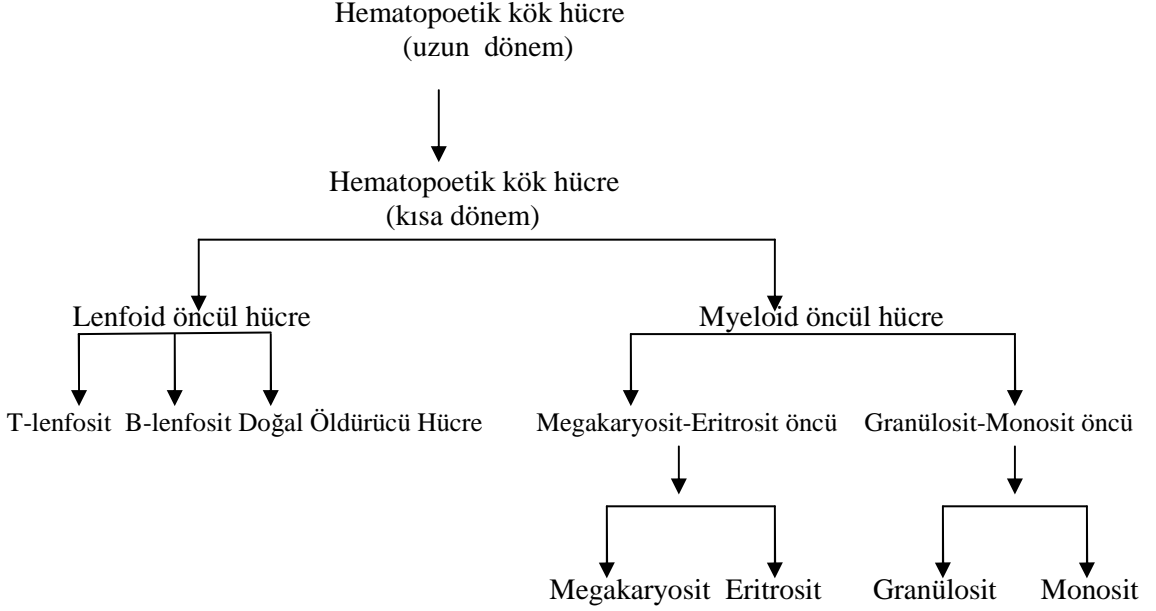 Hematopoetik kök hücre
(uzun dönem)
Hematopoetik kök hücre
(kısa dönem)
Lenfoid öncül hücre Myeloid öncül hücre
T-lenfosit B-lenfosit Doğal Öldürücü Hücre Megakaryosit-Eritrosit öncü Granülosit-Monosit öncü
Megakaryosit Eritrosit Granülosit Monosit